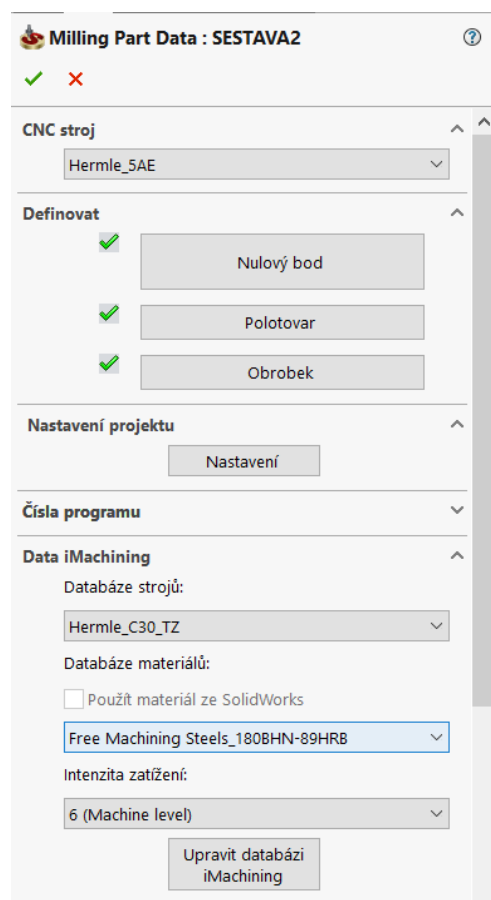 Milling Part Data : SESTAVA2
CNC stroj
Hermle_5AE
Definovat
Nulový bod
Polotovar
Obrobek
Nastavení projektu
Nastavení
Čísla programu
Data iMachining
Databáze strojů:
Hermle_C30_TZ
Databáze materiálů:
Použít materiál ze SolidWorks
Free Machining Steels_180BHN-89HRB
Intenzita zatížení:
6 (Machine level)
Upravit databázi
iMachining